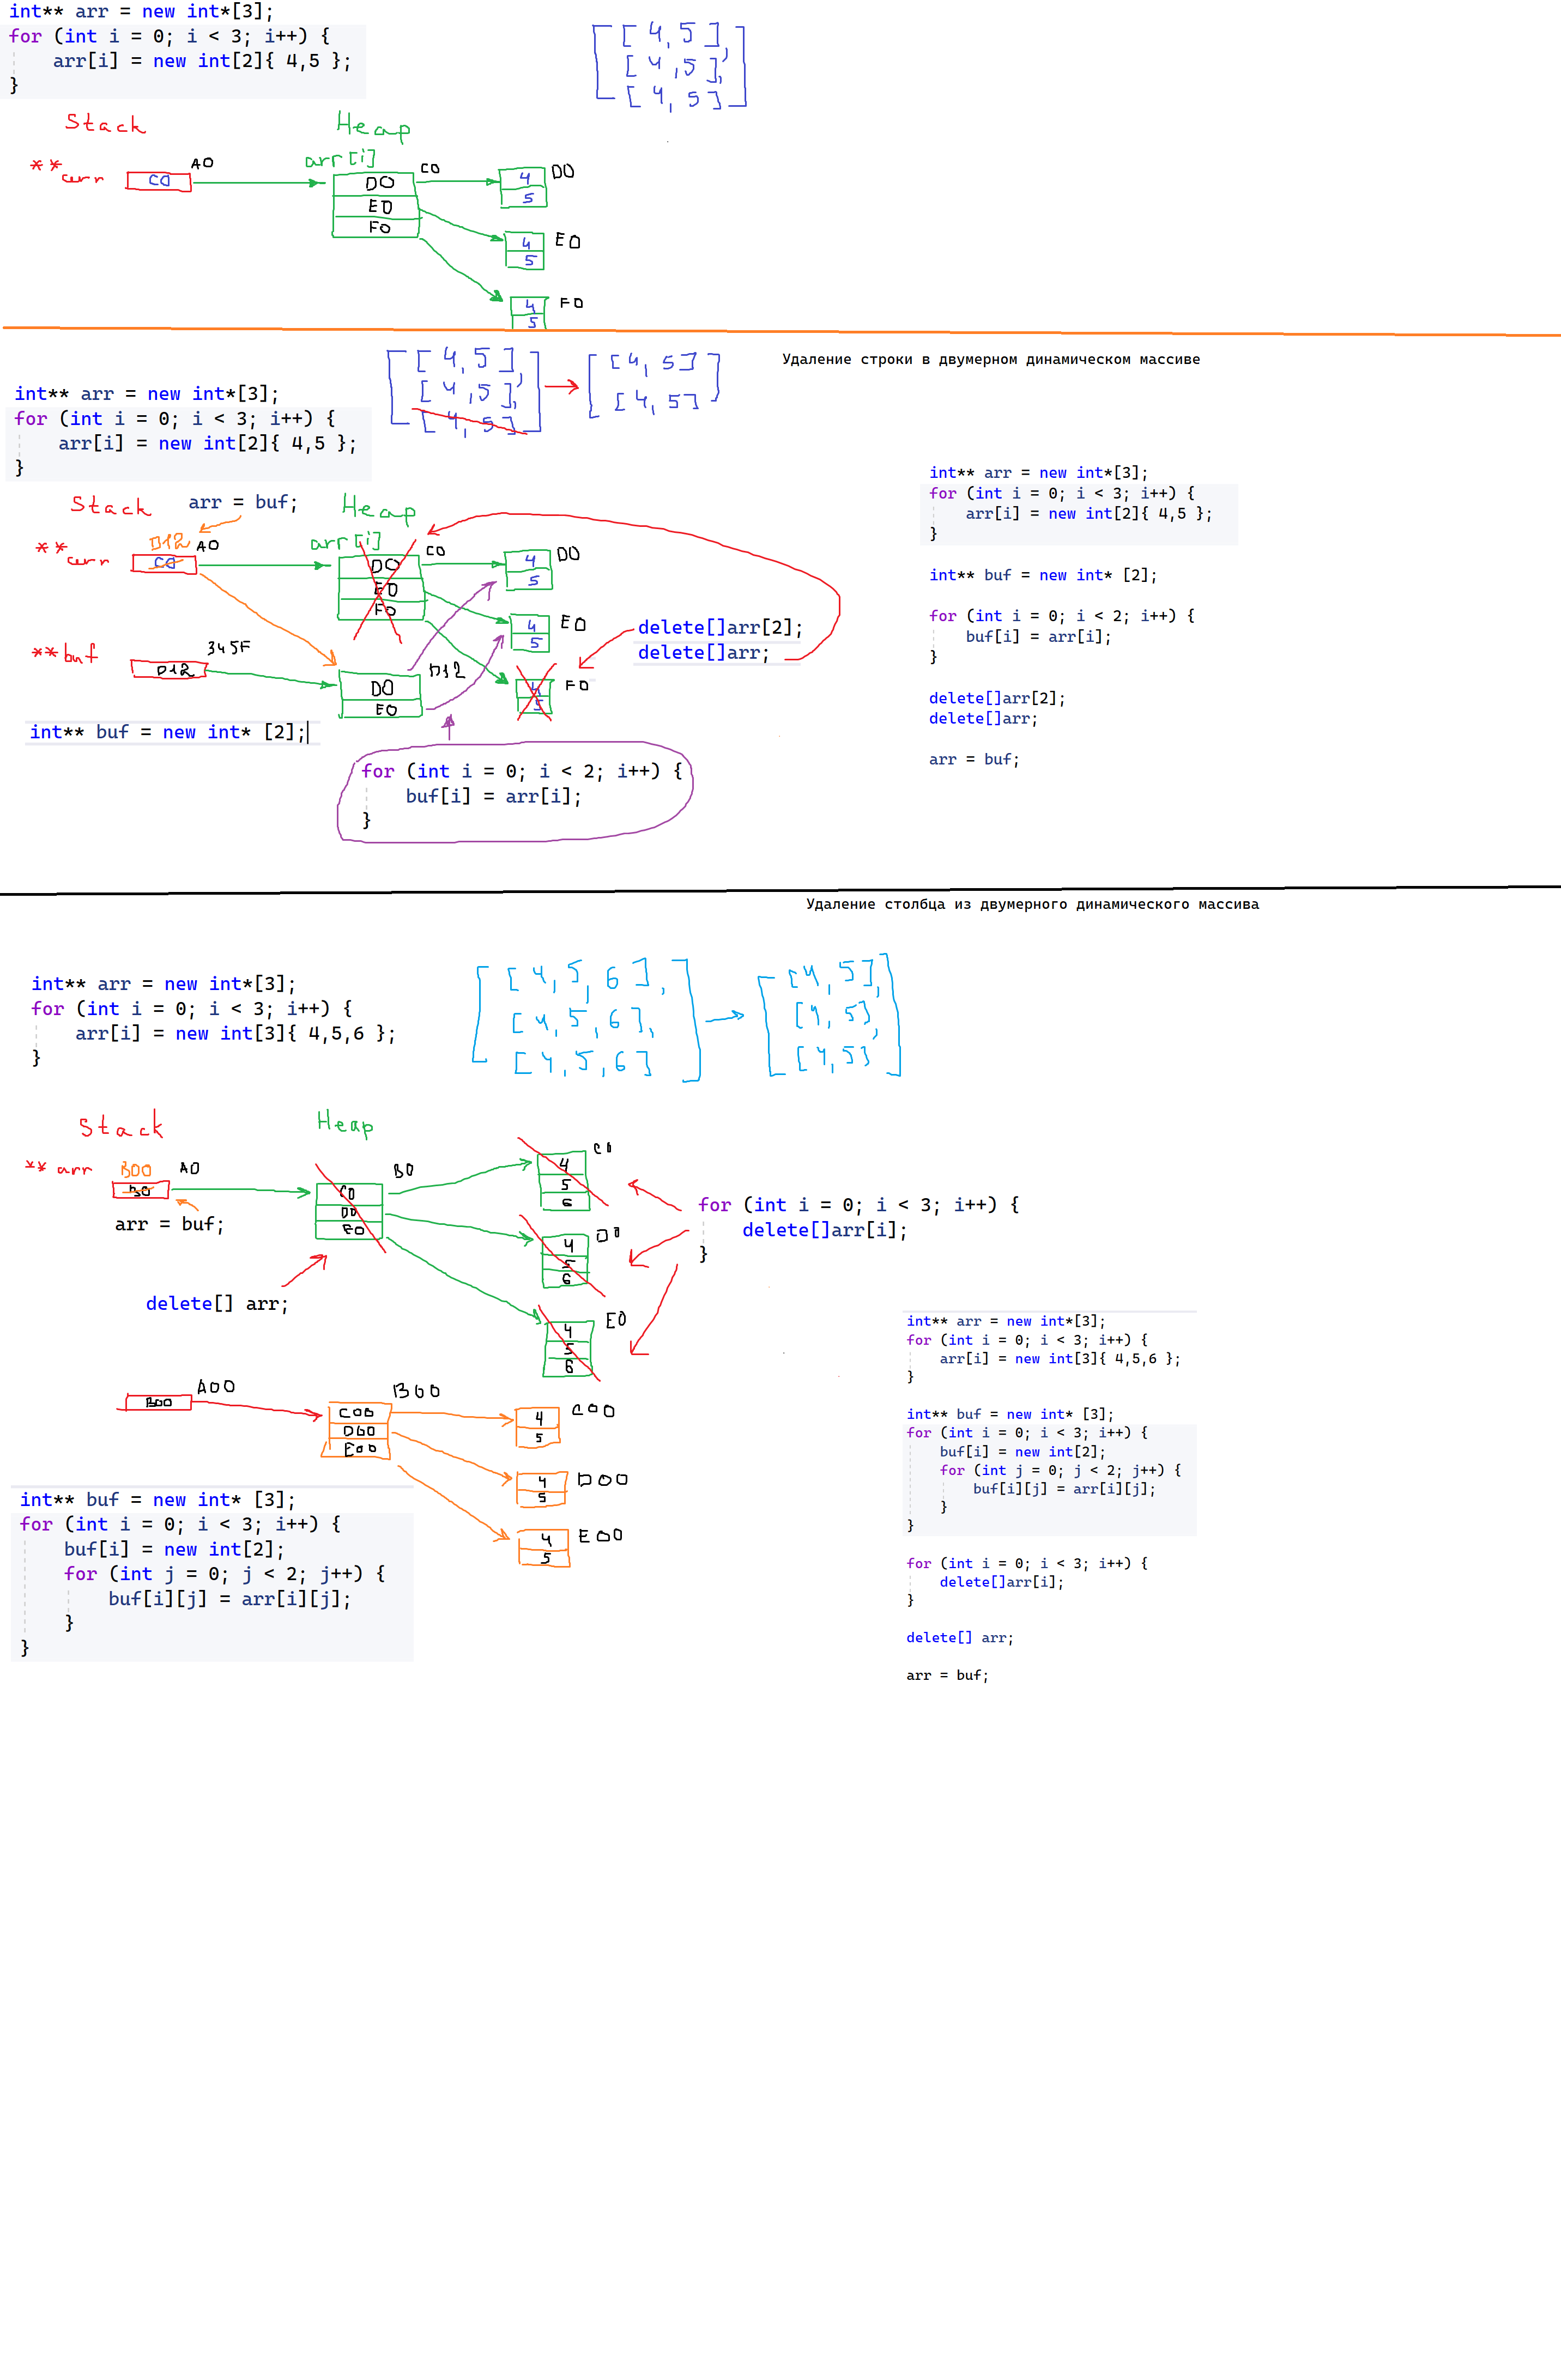 int** arr = new int*[3];
for (int i = 0; i < 3; i++) {
    arr[i] = new int[2]{ 4,5 };
}
[ [ 4, 5 ],
[ 4, 5 ],
[ 4, 5 ] ]
Stack
Heap
** arr
C0
A0
arr[i]
D0
E0
F0
C0
4
5
D0
4
5
E0
4
5
F0
Удаление строки в двумерном динамическом массиве
[ [ 4, 5 ],
[ 4, 5 ],
[ 4, 5 ] ]
[ [ 4, 5 ]
[ 4, 5 ] ]
int** arr = new int*[3];
for (int i = 0; i < 3; i++) {
    arr[i] = new int[2]{ 4,5 };
}
Stack
arr = buf;
Heap
** arr
D12
C0
A0
arr[i]
D0
E0
F0
C0
4
5
D0
4
5
E0
4
5
F0
delete[]arr[2];
delete[]arr;
**buf
D12
345F
D0
E0
D12
int** buf = new int* [2];
for (int i = 0; i < 2; i++) {
    buf[i] = arr[i];
}
int** arr = new int*[3];
for (int i = 0; i < 3; i++) {
    arr[i] = new int[2]{ 4,5 };
}
int** buf = new int* [2];
for (int i = 0; i < 2; i++) {
    buf[i] = arr[i];
}
delete[]arr[2];
delete[]arr;
arr = buf;
Удаление столбца из двумерного динамического массива
int** arr = new int*[3];
for (int i = 0; i < 3; i++) {
    arr[i] = new int[3]{ 4,5,6 };
}
[ [ 4, 5, 6 ],
[ 4, 5, 6 ],
[ 4, 5, 6 ] ]
[ [ 4, 5 ],
[ 4, 5 ],
[ 4, 5 ] ]
Stack
Heap
** arr
B00
B0
A0
arr = buf;
C0
D0
E0
B0
4
5
6
C0
4
5
6
D0
4
5
6
E0
for (int i = 0; i < 3; i++) {
    delete[]arr[i];
}
delete[] arr;
B00
A00
C00
D00
E00
B00
4
5
C00
4
5
D00
4
5
E00
int** buf = new int* [3];
for (int i = 0; i < 3; i++) {
    buf[i] = new int[2];
    for (int j = 0; j < 2; j++) {
        buf[i][j] = arr[i][j];
    }
}
int** arr = new int*[3];
for (int i = 0; i < 3; i++) {
    arr[i] = new int[3]{ 4,5,6 };
}
int** buf = new int* [3];
for (int i = 0; i < 3; i++) {
    buf[i] = new int[2];
    for (int j = 0; j < 2; j++) {
        buf[i][j] = arr[i][j];
    }
}
for (int i = 0; i < 3; i++) {
    delete[]arr[i];
}
delete[] arr;
arr = buf;